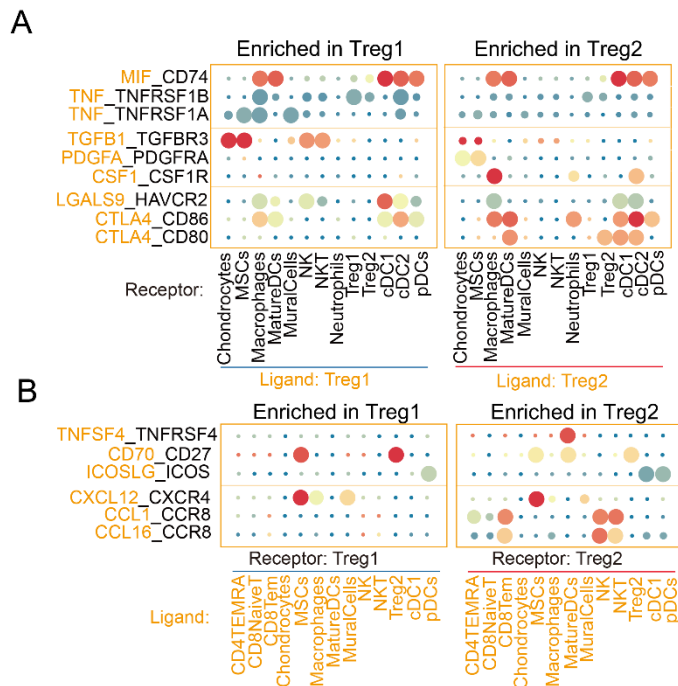 A
Enriched in Treg1
Enriched in Treg2
MIF_CD74
TNF_TNFRSF1B
TNF_TNFRSF1A
TGFB1_TGFBR3
PDGFA_PDGFRA
CSF1_CSF1R
LGALS9_HAVCR2
CTLA4_CD86
CTLA4_CD80
Receptor:
Chondrocytes
MSCs
Macrophages
MatureDCs
MuralCells
NK
NKT
Neutrophils
Treg1
Treg2
cDC1
cDC2
pDCs
Chondrocytes
MSCs
Macrophages
MatureDCs
MuralCells
NK
NKT
Neutrophils
Treg1
Treg2
cDC1
cDC2
pDCs
Ligand: Treg1
Ligand: Treg2
B
Enriched in Treg1
Enriched in Treg2
TNFSF4_TNFRSF4
CD70_CD27
ICOSLG_ICOS
CXCL12_CXCR4
CCL1_CCR8
CCL16_CCR8
Receptor: Treg1
Receptor: Treg2
Ligand:
CD4TEMRA
CD8NaiveT
CD8Tem
Chondrocytes
MSCs
Macrophages
MatureDCs
MuralCells
NK
NKT
Treg2
cDC1
pDCs
CD4TEMRA
CD8NaiveT
CD8Tem
Chondrocytes
MSCs
Macrophages
MatureDCs
MuralCells
NK
NKT
Treg2
cDC1
pDCs